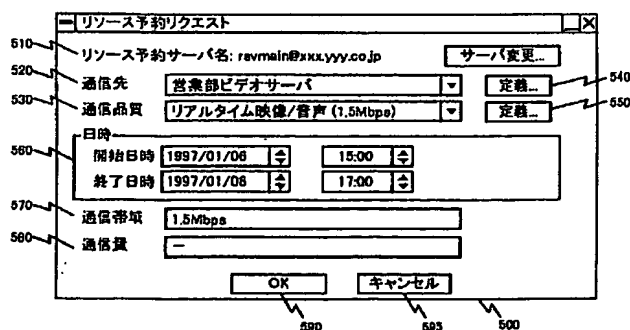 リソース予約リクエスト
510 リソース予約サーバ名: rsvmain@xxx.yyy.co.jp サーバ変更...
520 通信先 営業部ビデオサーバ 定義... 540
530 通信品質 リアルタイム映像/音声 (1.5Mbps) 定義... 550
日時
560 開始日時 1997/01/06 15:00
終了日時 1997/01/06 17:00
570 通信帯域 1.5Mbps
580 通信量 ー
OK キャンセル
590 595 500